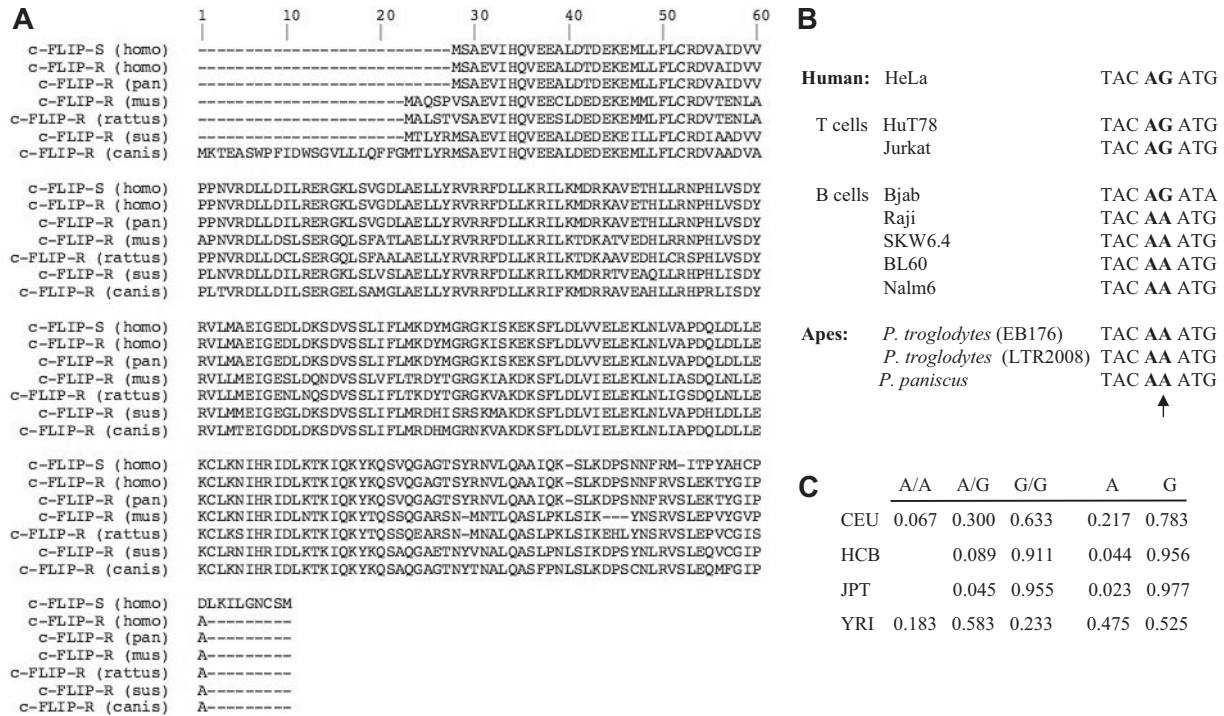 A
1 10 20 30 40 50 60
c-FLIP-S (homo) ---------------------------MSAEVIHQVEEALDTDEKEMLLFLCRDVAIDVV
c-FLIP-R (homo) ---------------------------MSAEVIHQVEEALDTDEKEMLLFLCRDVAIDVV
c-FLIP-R (pan) ---------------------------MSAEVIHQVEEALDTDEKEMLLFLCRDVAIDVV
c-FLIP-R (mus) ----------------------MAQSPVSAEVIHQVEECLDEDEKEMMLFLCRDVTENLA
c-FLIP-R (rattus) ----------------------MALSTVSAEVIHQVEESLDEDEKEMMLFLCRDVTENLA
c-FLIP-R (sus) ----------------------MTLYRMSAEVIHQVEEALDEDEKEILLFLCRDIAADVV
c-FLIP-R (canis) MKTEASWPFIDWSGVLLLQFFGMTLYRMSAEVIHQVEEALDEDEKEMLLFLCRDVAADVA
c-FLIP-S (homo) PPNVRDLLDILRERGKLSVGDLAELLYRVRRFDLLKRILKMDRKAVETHLLRNPHLVSDY
c-FLIP-R (homo) PPNVRDLLDILRERGKLSVGDLAELLYRVRRFDLLKRILKMDRKAVETHLLRNPHLVSDY
c-FLIP-R (pan) PPNVRDLLDILRERGKLSVGDLAELLYRVRRFDLLKRILKMDRKAVETHLLRNPHLVSDY
c-FLIP-R (mus) APNVRDLLDSLSERGQLSFATLAELLYRVRRFDLLKRILKTDKATVEDHLRRNPHLVSDY
c-FLIP-R (rattus) PPNVRDLLDCLSERGQLSFAALAELLYRVRRFDLLKRILKTDKAAVEDHLCRSPHLVSDY
c-FLIP-R (sus) PLNVRDLLDILSERGKLSLVSLAELLYRVRRFDLLKRILKMDRRTVEAQLLRHPHLISDY
c-FLIP-R (canis) PLTVRDLLDILSERGELSAMGLAELLYRVRRFDLLKRIFKMDRRAVEAHLLRHPRLISDY
c-FLIP-S (homo) RVLMAEIGEDLDKSDVSSLIFLMKDYMGRGKISKEKSFLDLVVELEKLNLVAPDQLDLLE
c-FLIP-R (homo) RVLMAEIGEDLDKSDVSSLIFLMKDYMGRGKISKEKSFLDLVVELEKLNLVAPDQLDLLE
c-FLIP-R (pan) RVLMAEIGEDLDKSDVSSLIFLMKDYMGRGKISKEKSFLDLVVELEKLNLVAPDQLDLLE
c-FLIP-R (mus) RVLLMEIGESLDQNDVSSLVFLTRDYTGRGKIAKDKSFLDLVIELEKLNLIASDQLNLLE
c-FLIP-R (rattus) RVLLMEIGENLNQSDVSSLIFLTKDYTGRGKVAKDKSFLDLVIELEKLNLIGSDQLNLLE
c-FLIP-R (sus) RVLMMEIGEGLDKSDVSSLIFLMRDHISRSKMAKDKSFLDLVIELEKLNLVAPDHLDLLE
c-FLIP-R (canis) RVLMTEIGDDLDKSDVSSLIFLMRDHMGRNKVAKDKSFLDLVIELEKLNLIAPDQLDLLE
c-FLIP-S (homo) KCLKNIHRIDLKTKIQKYKQSVQGAGTSYRNVLQAAIQK-SLKDPSNNFRM-ITPYAHCP
c-FLIP-R (homo) KCLKNIHRIDLKTKIQKYKQSVQGAGTSYRNVLQAAIQK-SLKDPSNNFRVSLEKTYGIP
c-FLIP-R (pan) KCLKNIHRIDLKTKIQKYKQSVQGAGTSYRNVLQAAIQK-SLKDPSNNFRVSLEKTYGIP
c-FLIP-R (mus) KCLKNIHRIDLNTKIQKYTQSSQGARSN-MNTLQASLPKLSIK---YNSRVSLEPVYGVP
c-FLIP-R (rattus) KCLKNIHRIDLKTKIQKYTQSSQEARSN-MNALQASLPKLSIKEHLYNSRVSLEPVCGIS
c-FLIP-R (sus) KCLKNIHRIDLKTKIQKYKQSAQGAETNYVNALQASLPNLSIKDPSYNLRVSLEQVCGIP
c-FLIP-R (canis) KCLKNIHRIDLKTKIQKYKQSAQGAGTNYTNALQASFPNLSLKDPSCNLRVSLEQMFGIP
c-FLIP-S (homo) DLKILGNCSM
c-FLIP-R (homo) A---------
c-FLIP-R (pan) A---------
c-FLIP-R (mus) A---------
c-FLIP-R (rattus) A---------
c-FLIP-R (sus) A---------
c-FLIP-R (canis) A---------
B
Human: HeLa TAC AG ATG
T cells HuT78 TAC AG ATG
Jurkat TAC AG ATG
B cells Bjab TAC AG ATA
Raji TAC AA ATG
SKW6.4 TAC AA ATG
BL60 TAC AA ATG
Nalm6 TAC AA ATG
Apes: P. troglodytes (EB176) TAC AA ATG
P. troglodytes (LTR2008) TAC AA ATG
P. paniscus TAC AA ATG
C
A/A A/G G/G A G
CEU 0.067 0.300 0.633 0.217 0.783
HCB 0.089 0.911 0.044 0.956
JPT 0.045 0.955 0.023 0.977
YRI 0.183 0.583 0.233 0.475 0.525